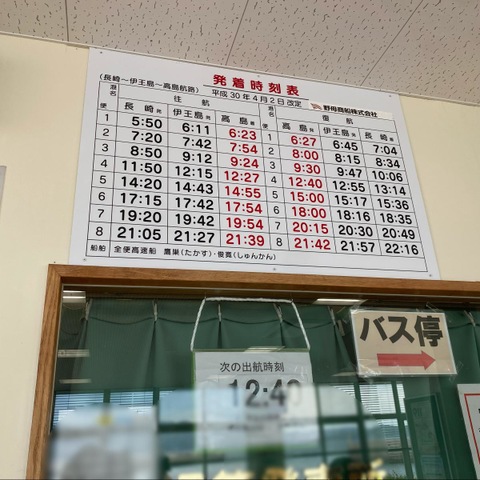 発着時刻表
(長崎～伊王島～高島航路) 平成30年4月2日改定 野母商船株式会社
港名 往航 港名 復航
便 長崎発 伊王島発 高島着 便 高島発 伊王島発 長崎着
1 5:50 6:11 6:23 1 6:27 6:45 7:04
2 7:20 7:42 7:54 2 8:00 8:15 8:34
3 8:50 9:12 9:24 3 9:30 9:47 10:06
4 11:50 12:15 12:27 4 12:40 12:55 13:14
5 14:20 14:43 14:55 5 15:00 15:17 15:36
6 17:15 17:42 17:54 6 18:00 18:16 18:35
7 19:20 19:42 19:54 7 20:15 20:30 20:49
8 21:05 21:27 21:39 8 21:42 21:57 22:16
船舶 全便高速船 鷹巣(たかす)・俊寛(しゅんかん)
バス停
次の出航時刻
12:40